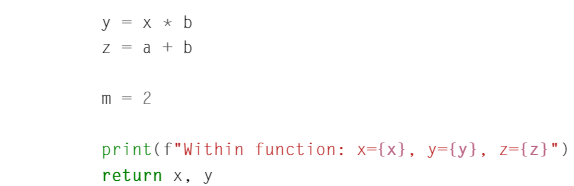 y = x * b
z = a + b
m = 2
print(f"Within function: x={x}, y={y}, z={z}")
return x, y